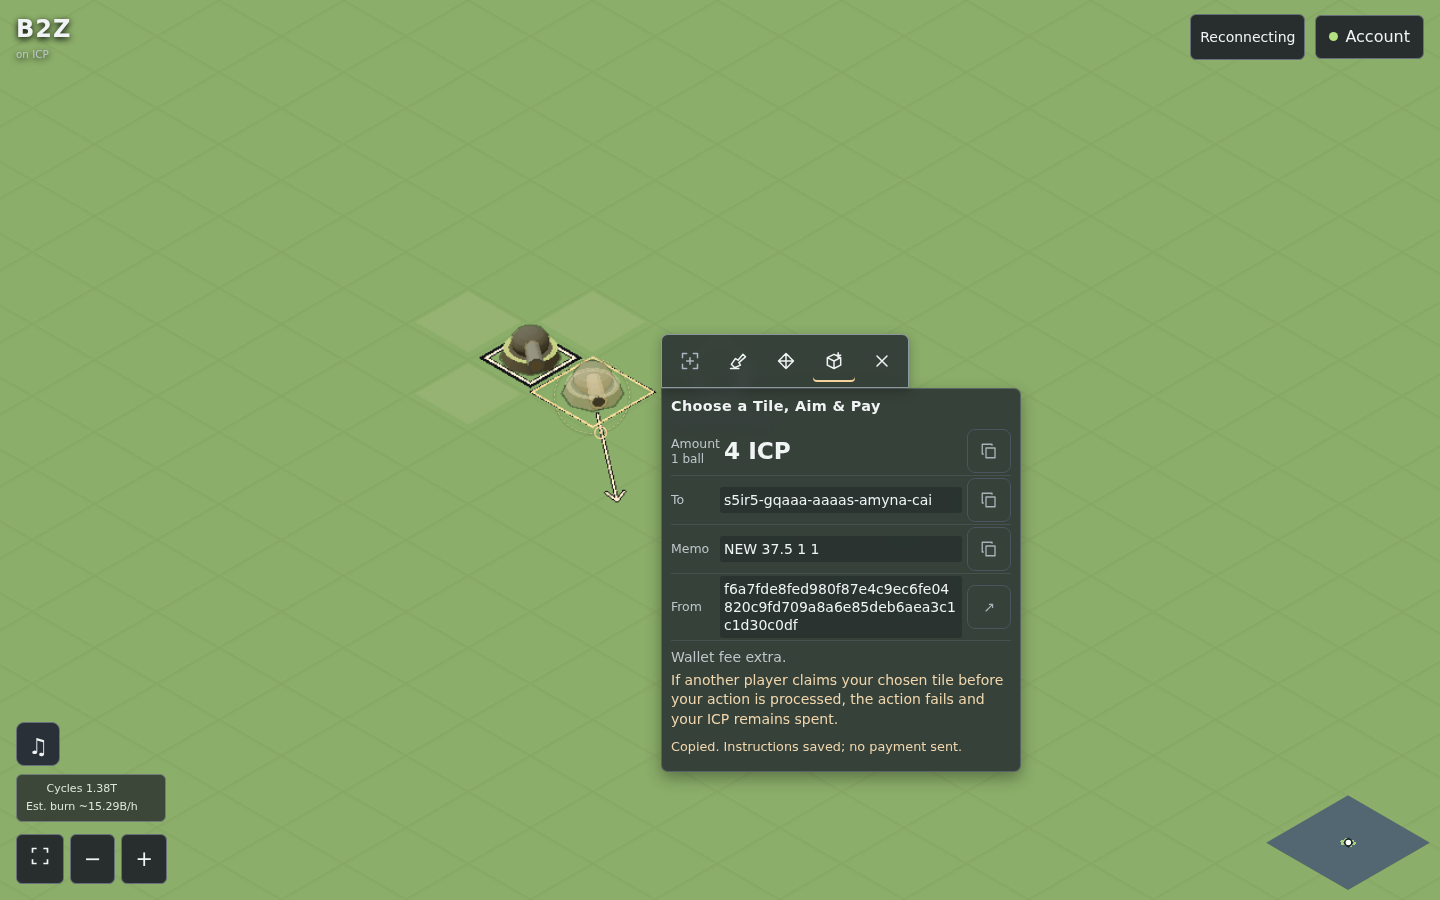 B2Z
on ICP
Reconnecting
Account
Choose a Tile, Aim & Pay
Amount
1 ball
4 ICP
To
s5ir5-gqaaa-aaaas-amyna-cai
Memo
NEW 37.5 1 1
From
f6a7fde8fed980f87e4c9ec6fe04
820c9fd709a8a6e85deb6aea3c1
c1d30c0df
Wallet fee extra.
If another player claims your chosen tile before
your action is processed, the action fails and
your ICP remains spent.
Copied. Instructions saved; no payment sent.
Cycles 1.38T
Est. burn ~15.29B/h